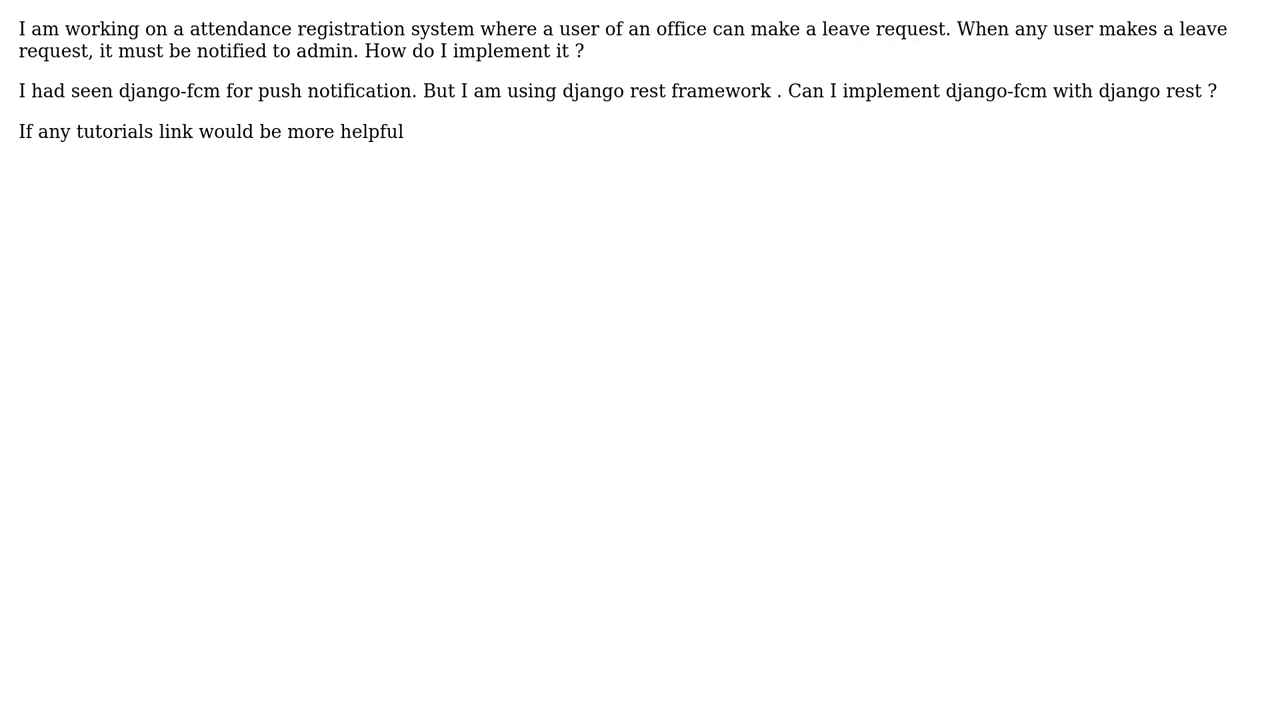 I am working on a attendance registration system where a user of an office can make a leave request. When any user makes a leave
request, it must be notified to admin. How do I implement it ?
I had seen django-fcm for push notification. But I am using django rest framework . Can I implement django-fcm with django rest ?
If any tutorials link would be more helpful